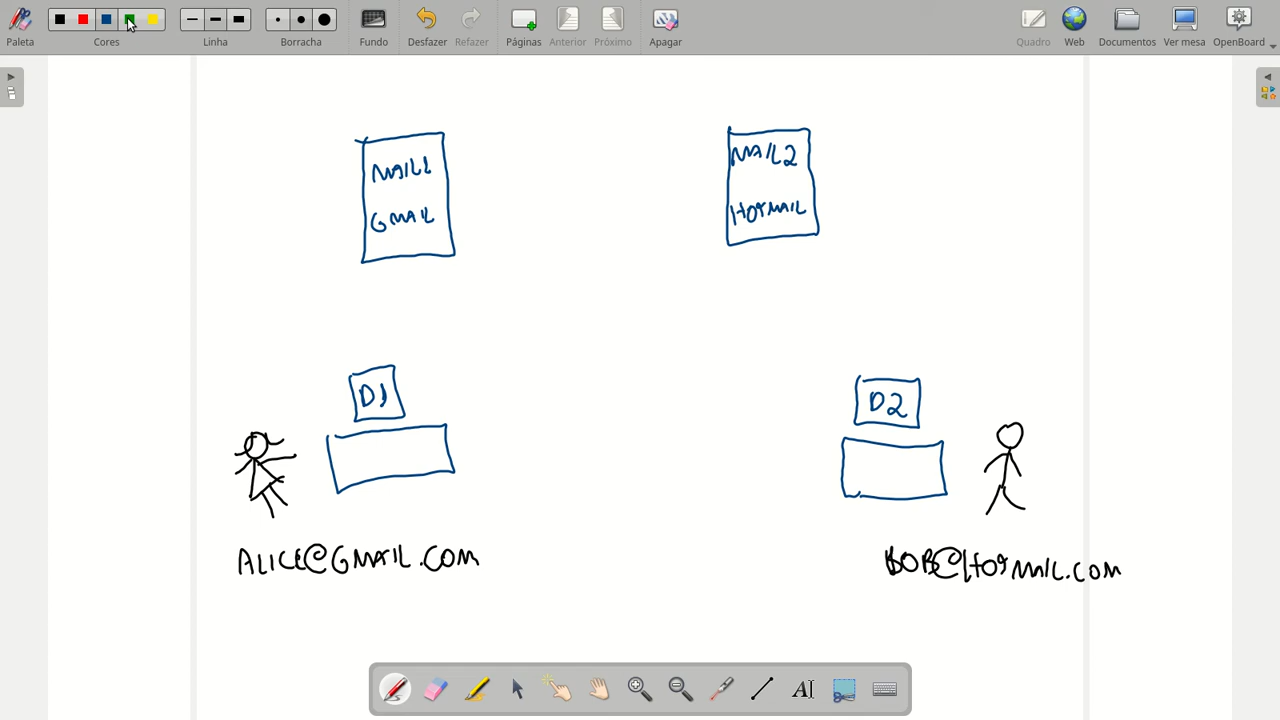 Paleta
Cores
Linha
Borracha
Fundo
Desfazer
Refazer
Páginas
Anterior
Próximo
Apagar
Quadro
Web
Documentos
Ver mesa
OpenBoard
MAIL1
GMAIL
MAIL2
HOTMAIL
D1
D2
ALICE@GMAIL.COM
BOB@HOTMAIL.COM
AI